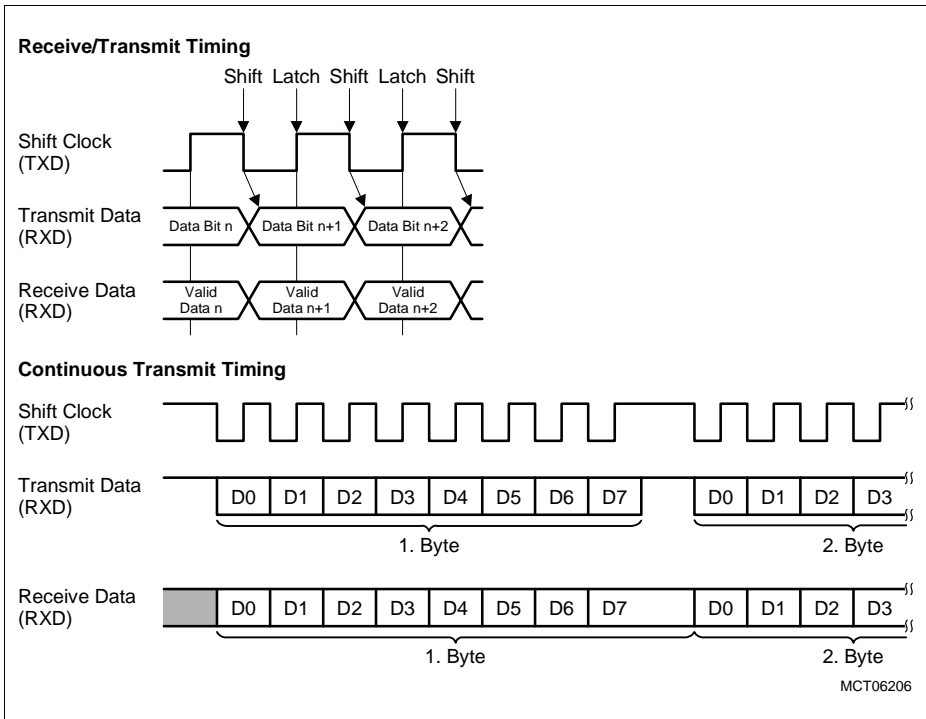 Receive/Transmit Timing
Shift Latch Shift Latch Shift
Shift Clock
(TXD)
Transmit Data
(RXD)
Data Bit n Data Bit n+1 Data Bit n+2
Receive Data
(RXD)
Valid
Data n
Valid
Data n+1
Valid
Data n+2
Continuous Transmit Timing
Shift Clock
(TXD)
Transmit Data
(RXD)
D0 D1 D2 D3 D4 D5 D6 D7 D0 D1 D2 D3
1. Byte 2. Byte
Receive Data
(RXD)
D0 D1 D2 D3 D4 D5 D6 D7 D0 D1 D2 D3
1. Byte 2. Byte
MCT06206